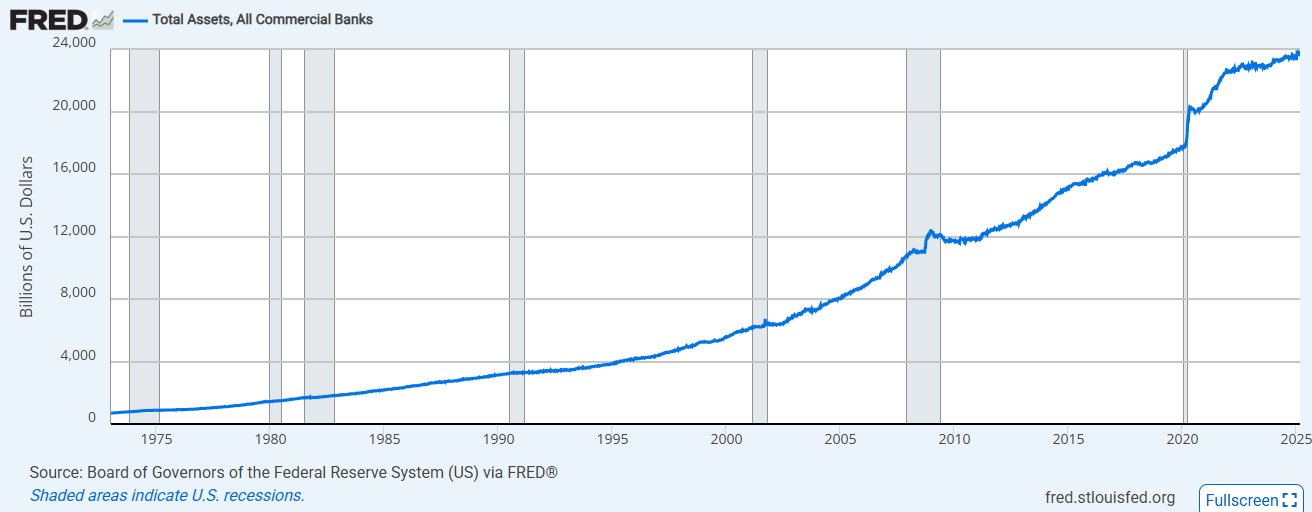 FRED
Total Assets, All Commercial Banks
24,000
20,000
16,000
12,000
8,000
4,000
0
Billions of U.S. Dollars
1975 1980 1985 1990 1995 2000 2005 2010 2015 2020 2025
Source: Board of Governors of the Federal Reserve System (US) via FRED®
Shaded areas indicate U.S. recessions.
fred.stlouisfed.org
Fullscreen